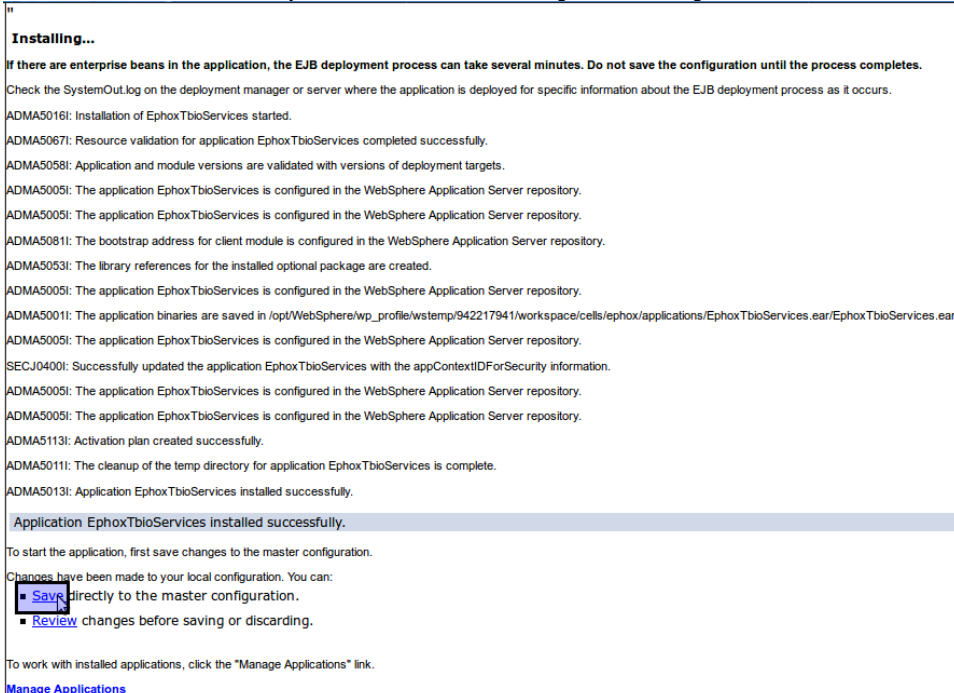 "
Installing...
If there are enterprise beans in the application, the EJB deployment process can take several minutes. Do not save the configuration until the process completes.
Check the SystemOut.log on the deployment manager or server where the application is deployed for specific information about the EJB deployment process as it occurs.
ADMA5016I: Installation of EphoxTbioServices started.
ADMA5067I: Resource validation for application EphoxTbioServices completed successfully.
ADMA5058I: Application and module versions are validated with versions of deployment targets.
ADMA5005I: The application EphoxTbioServices is configured in the WebSphere Application Server repository.
ADMA5005I: The application EphoxTbioServices is configured in the WebSphere Application Server repository.
ADMA5081I: The bootstrap address for client module is configured in the WebSphere Application Server repository.
ADMA5053I: The library references for the installed optional package are created.
ADMA5005I: The application EphoxTbioServices is configured in the WebSphere Application Server repository.
ADMA5001I: The application binaries are saved in /opt/WebSphere/wp_profile/wstemp/942217941/workspace/cells/ephox/applications/EphoxTbioServices.ear/EphoxTbioServices.ear
ADMA5005I: The application EphoxTbioServices is configured in the WebSphere Application Server repository.
SECJ0400I: Successfully updated the application EphoxTbioServices with the appContextIDForSecurity information.
ADMA5005I: The application EphoxTbioServices is configured in the WebSphere Application Server repository.
ADMA5005I: The application EphoxTbioServices is configured in the WebSphere Application Server repository.
ADMA5113I: Activation plan created successfully.
ADMA5011I: The cleanup of the temp directory for application EphoxTbioServices is complete.
ADMA5013I: Application EphoxTbioServices installed successfully.
Application EphoxTbioServices installed successfully.
To start the application, first save changes to the master configuration.
Changes have been made to your local configuration. You can:
Save directly to the master configuration.
Review changes before saving or discarding.
To work with installed applications, click the "Manage Applications" link.
Manage Applications